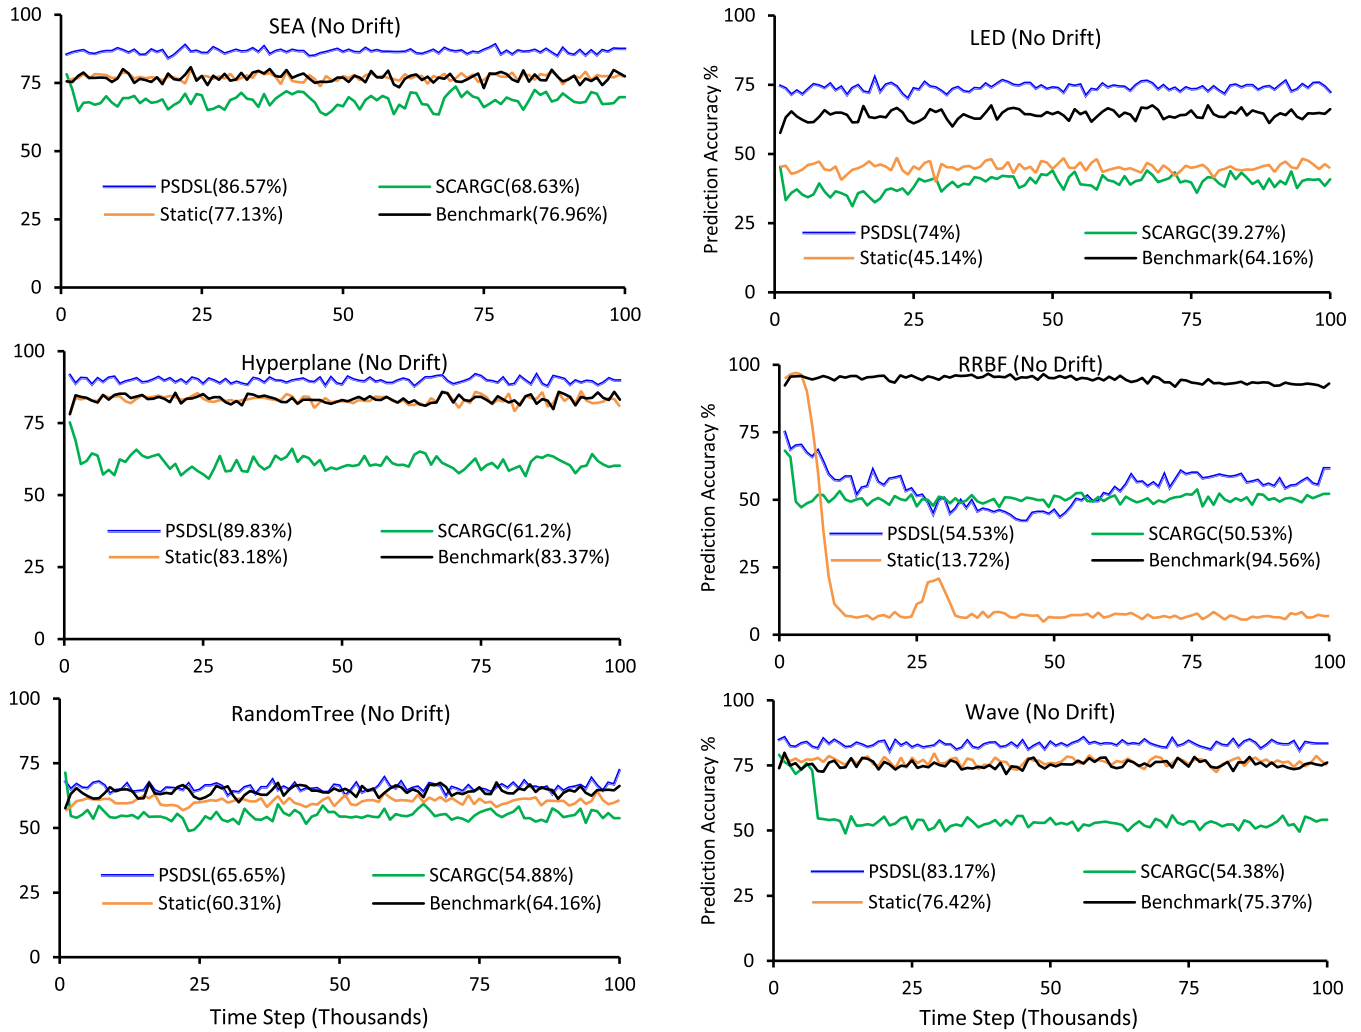 SEA (No Drift)
100
75
50
25
0
PSDSL(86.57%)
SCARGC(68.63%)
Static(77.13%)
Benchmark(76.96%)
0 25 50 75 100
LED (No Drift)
Prediction Accuracy %
100
75
50
25
0
PSDSL(74%)
SCARGC(39.27%)
Static(45.14%)
Benchmark(64.16%)
0 25 50 75 100
Hyperplane (No Drift)
100
75
50
25
0
PSDSL(89.83%)
SCARGC(61.2%)
Static(83.18%)
Benchmark(83.37%)
0 25 50 75 100
RRBF (No Drift)
Prediction Accuracy %
100
75
50
25
0
PSDSL(54.53%)
SCARGC(50.53%)
Static(13.72%)
Benchmark(94.56%)
0 25 50 75 100
RandomTree (No Drift)
100
75
50
25
0
PSDSL(65.65%)
SCARGC(54.88%)
Static(60.31%)
Benchmark(64.16%)
0 25 50 75 100
Time Step (Thousands)
Wave (No Drift)
Prediction Accuracy %
100
75
50
25
0
PSDSL(83.17%)
SCARGC(54.38%)
Static(76.42%)
Benchmark(75.37%)
0 25 50 75 100
Time Step (Thousands)